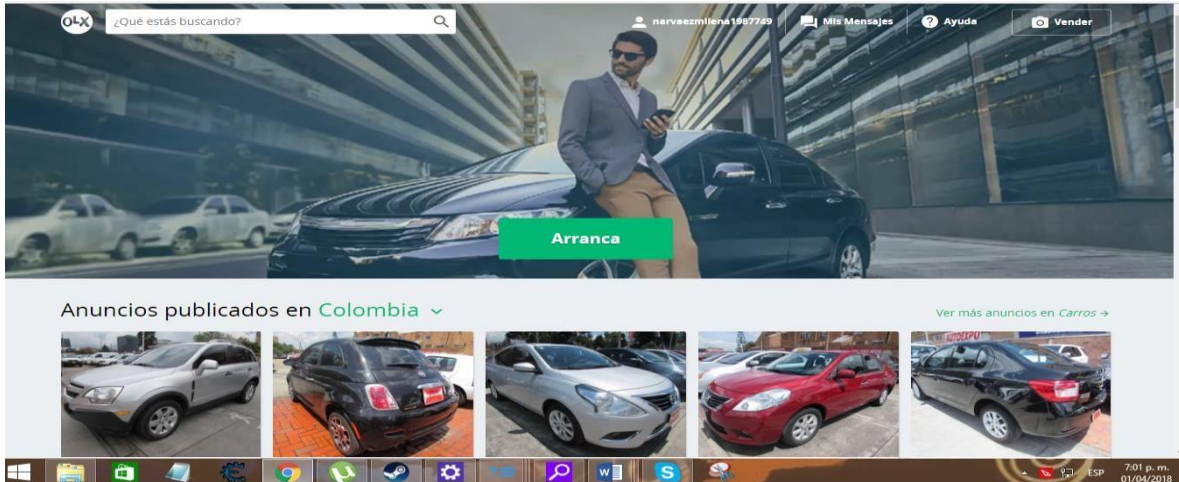 OLX
¿Qué estás buscando?
narvaezmilena1987749
Mis Mensajes
? Ayuda
Vender
Arranca
Anuncios publicados en Colombia
Ver más anuncios en Carros →
AUTOEXPO
ESP
7:01 p. m.
01/04/2018